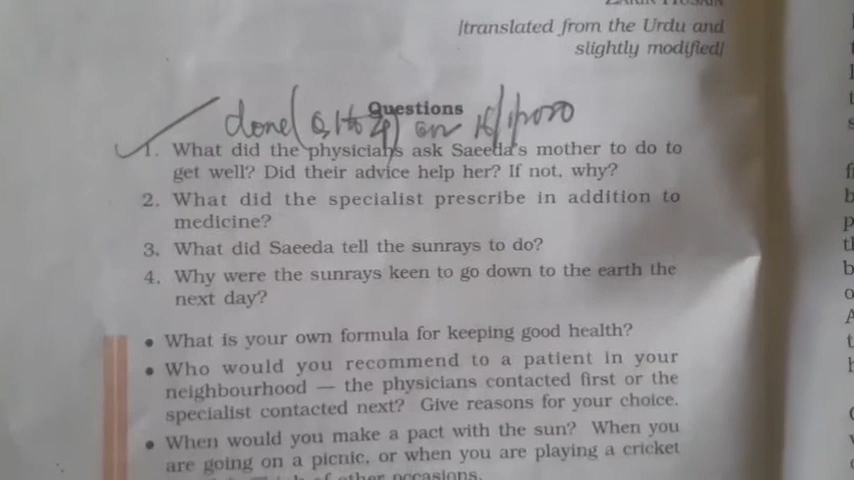 [translated from the Urdu and
slightly modified]
Questions
done
1. What did the physicians ask Saeeda's mother to do to
get well? Did their advice help her? If not, why?
2. What did the specialist prescribe in addition to
medicine?
3. What did Saeeda tell the sunrays to do?
4. Why were the sunrays keen to go down to the earth the
next day?
• What is your own formula for keeping good health?
• Who would you recommend to a patient in your
neighbourhood — the physicians contacted first or the
specialist contacted next? Give reasons for your choice.
• When would you make a pact with the sun? When you
are going on a picnic, or when you are playing a cricket
of other occasions.